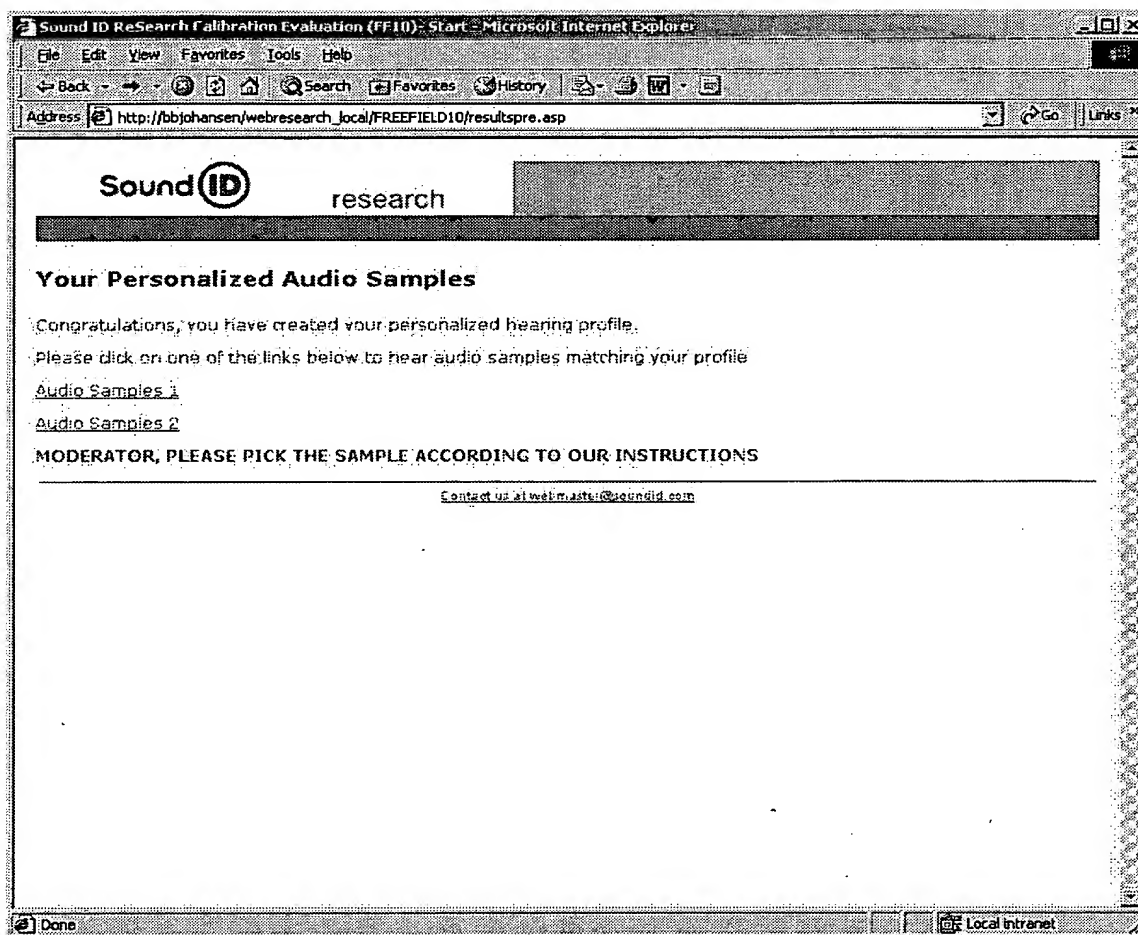 Sound ID ReSearch Calibration Evaluation (FF10) - Start - Microsoft Internet Explorer
File Edit View Favorites Tools Help
Back Search Favorites History
Address http://bbjohansen/webresearch_local/FREEFIELD10/resultspre.asp Go Links »
Sound ID research
Your Personalized Audio Samples
Congratulations, you have created your personalized hearing profile.
Please click on one of the links below to hear audio samples matching your profile
Audio Samples 1
Audio Samples 2
MODERATOR, PLEASE PICK THE SAMPLE ACCORDING TO OUR INSTRUCTIONS
Contact us at webmaster@soundid.com
Done Local intranet